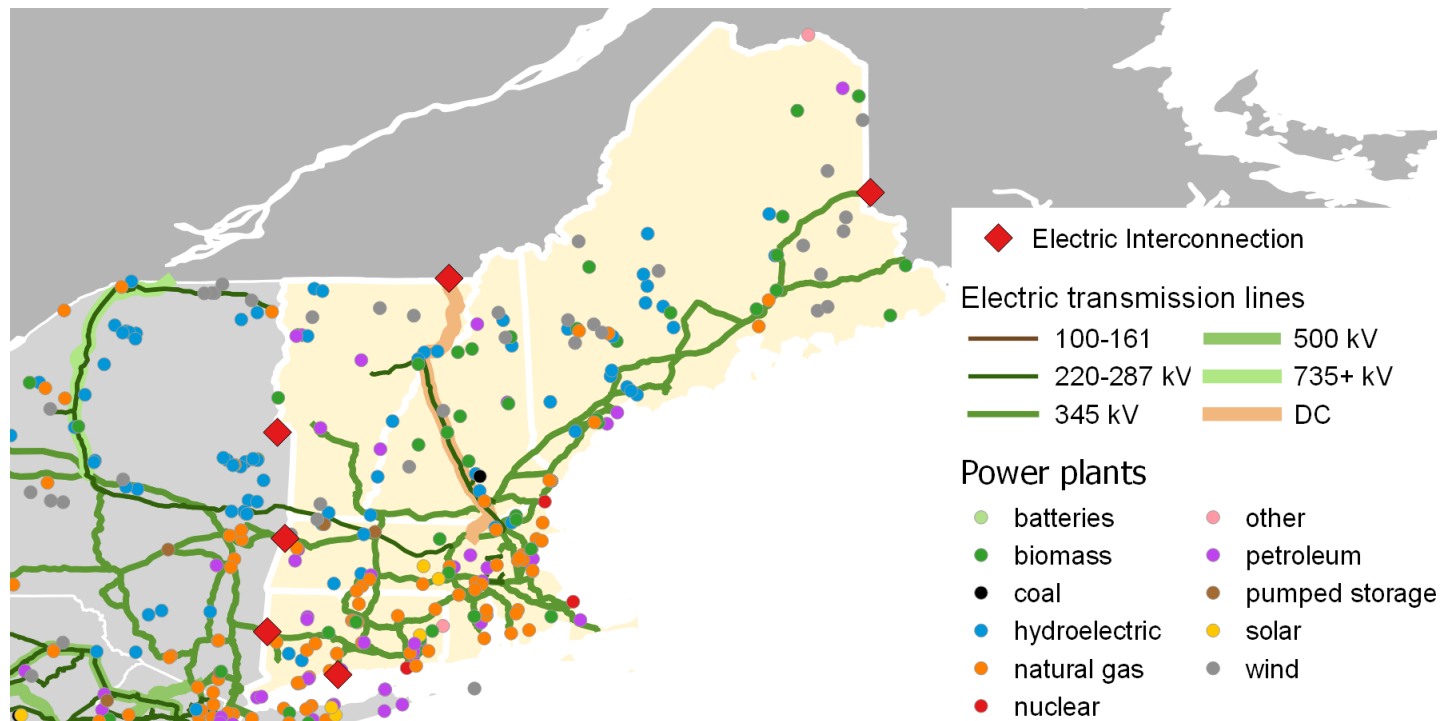 Electric Interconnection
Electric transmission lines
100-161
500 kV
220-287 kV
735+ kV
345 kV
DC
Power plants
batteries
other
biomass
petroleum
coal
pumped storage
hydroelectric
solar
natural gas
wind
nuclear